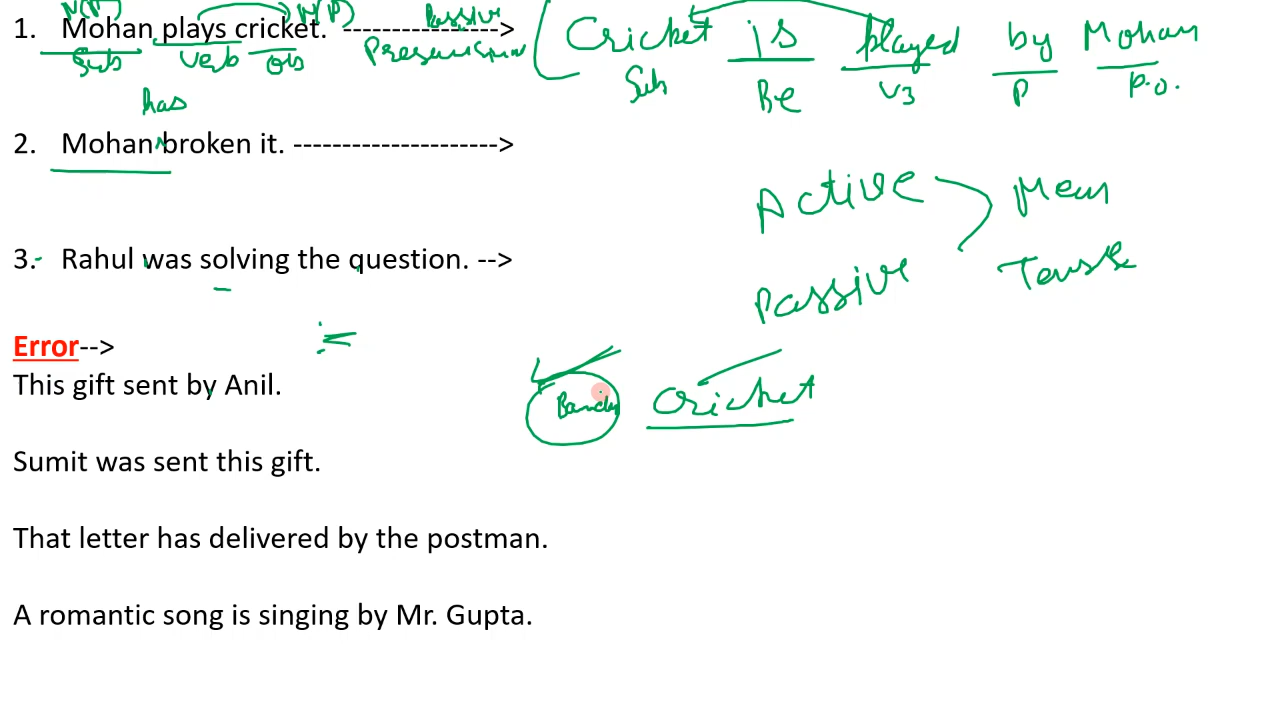 N(P) N(P) Passive
1. Mohan plays cricket. -----------------> Cricket is played by Mohan
Sub Verb Ob Sub Be V3 P P.O.
has
2. Mohan broken it. --------------------->
Active
3. Rahul was solving the question. -->
Passive Tense
Error-->
This gift sent by Anil. Cricket
Sumit was sent this gift.
That letter has delivered by the postman.
A romantic song is singing by Mr. Gupta.